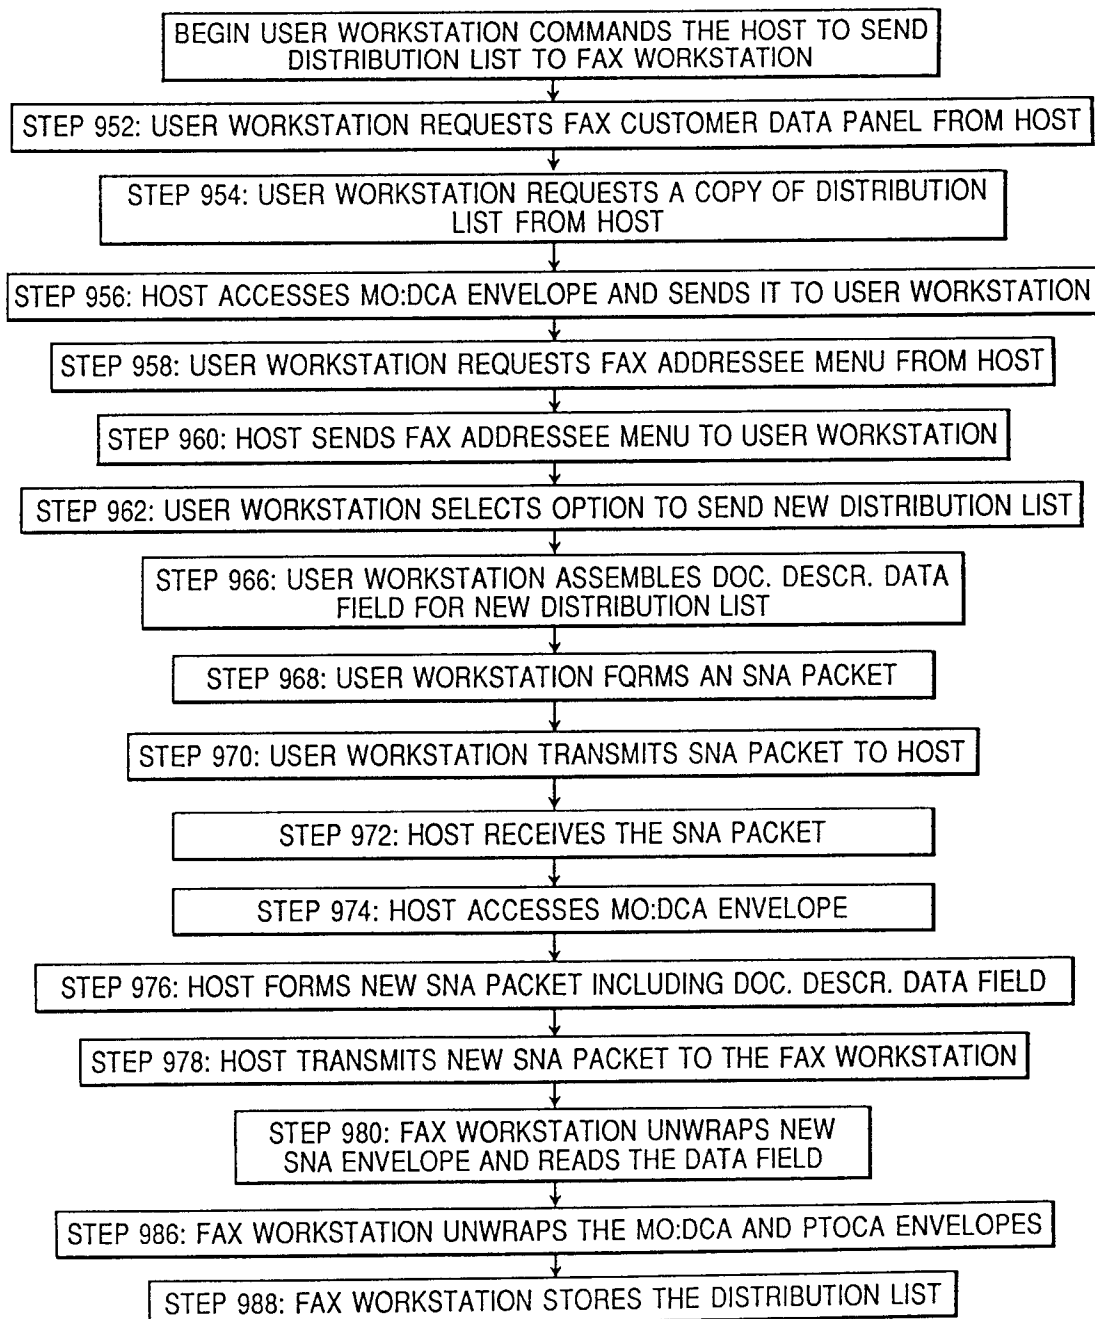 BEGIN USER WORKSTATION COMMANDS THE HOST TO SEND
DISTRIBUTION LIST TO FAX WORKSTATION
STEP 952: USER WORKSTATION REQUESTS FAX CUSTOMER DATA PANEL FROM HOST
STEP 954: USER WORKSTATION REQUESTS A COPY OF DISTRIBUTION
LIST FROM HOST
STEP 956: HOST ACCESSES MO:DCA ENVELOPE AND SENDS IT TO USER WORKSTATION
STEP 958: USER WORKSTATION REQUESTS FAX ADDRESSEE MENU FROM HOST
STEP 960: HOST SENDS FAX ADDRESSEE MENU TO USER WORKSTATION
STEP 962: USER WORKSTATION SELECTS OPTION TO SEND NEW DISTRIBUTION LIST
STEP 966: USER WORKSTATION ASSEMBLES DOC. DESCR. DATA
FIELD FOR NEW DISTRIBUTION LIST
STEP 968: USER WORKSTATION FORMS AN SNA PACKET
STEP 970: USER WORKSTATION TRANSMITS SNA PACKET TO HOST
STEP 972: HOST RECEIVES THE SNA PACKET
STEP 974: HOST ACCESSES MO:DCA ENVELOPE
STEP 976: HOST FORMS NEW SNA PACKET INCLUDING DOC. DESCR. DATA FIELD
STEP 978: HOST TRANSMITS NEW SNA PACKET TO THE FAX WORKSTATION
STEP 980: FAX WORKSTATION UNWRAPS NEW
SNA ENVELOPE AND READS THE DATA FIELD
STEP 986: FAX WORKSTATION UNWRAPS THE MO:DCA AND PTOCA ENVELOPES
STEP 988: FAX WORKSTATION STORES THE DISTRIBUTION LIST